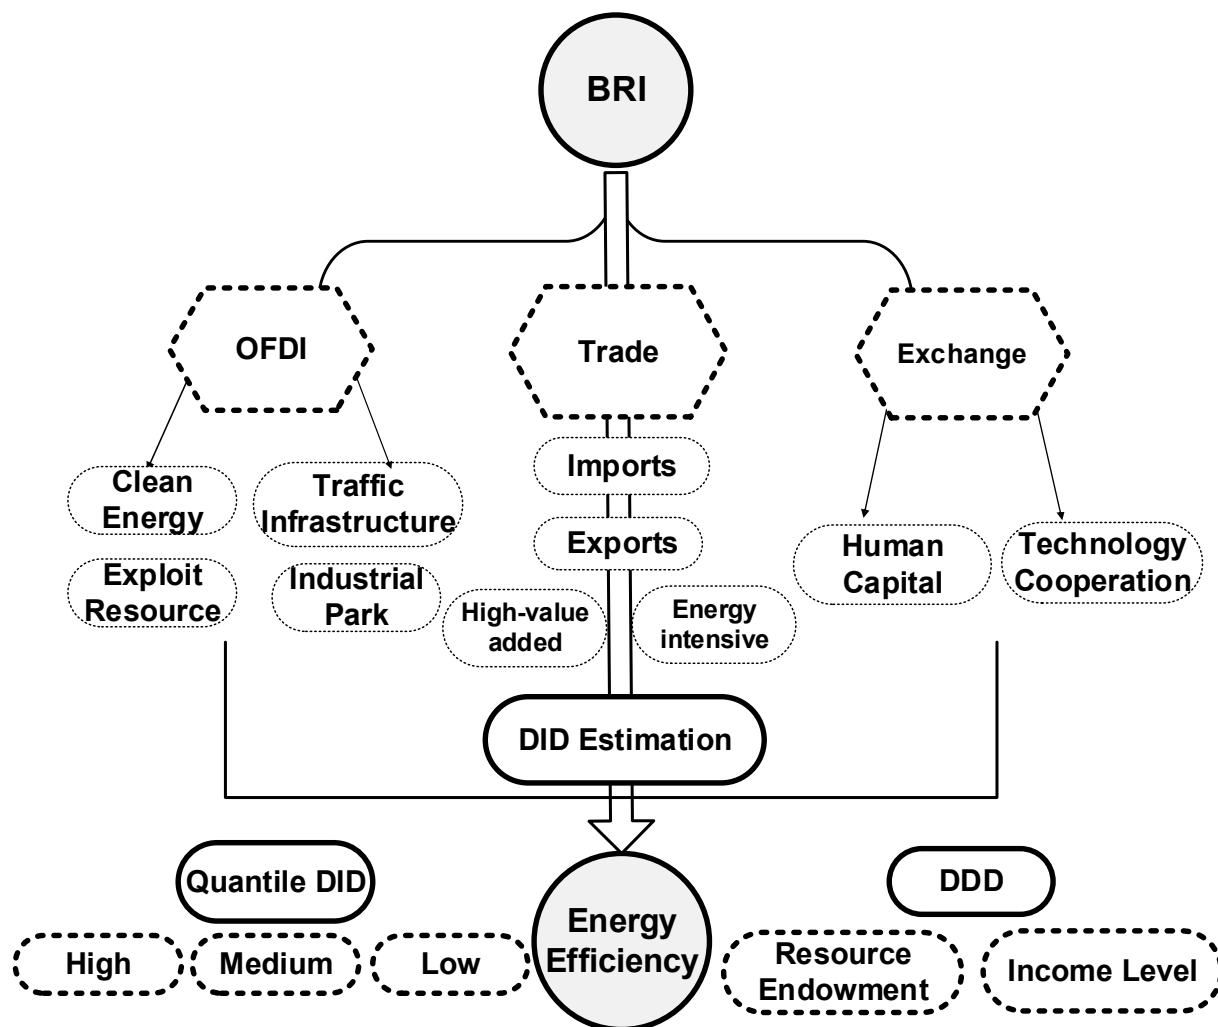 BRI
OFDI
Trade
Exchange
Clean
Energy
Traffic
Infrastructure
Imports
Exploit
Resource
Industrial
Park
Exports
High-value
added
Energy
intensive
Human
Capital
Technology
Cooperation
DID Estimation
Quantile DID
High
Medium
Low
Energy
Efficiency
DDD
Resource
Endowment
Income Level